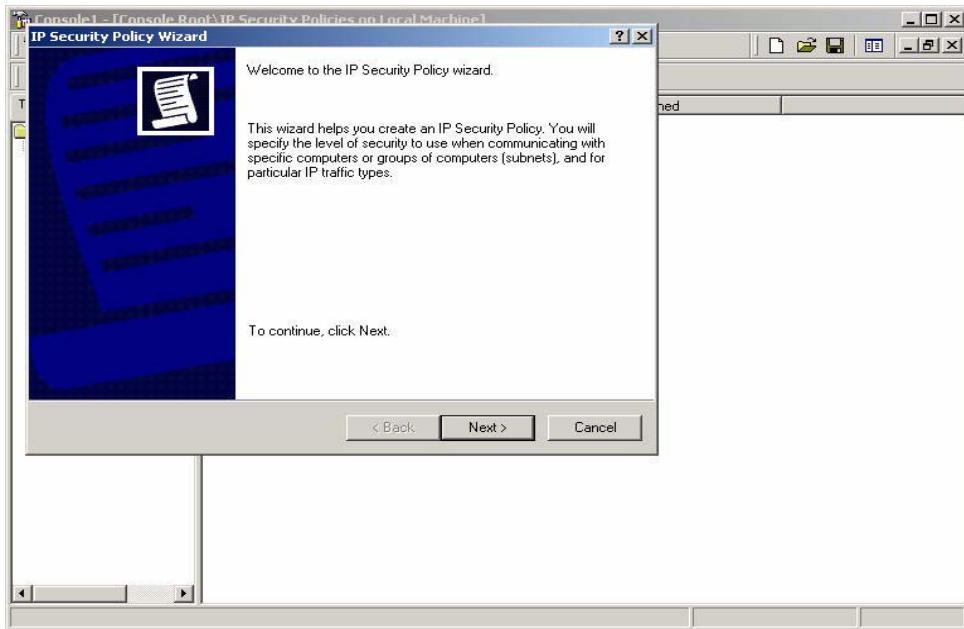 Console1 - [Console Root\IP Security Policies on Local Machine]
IP Security Policy Wizard
Welcome to the IP Security Policy wizard.
This wizard helps you create an IP Security Policy. You will
specify the level of security to use when communicating with
specific computers or groups of computers (subnets), and for
particular IP traffic types.
To continue, click Next.
< Back
Next >
Cancel